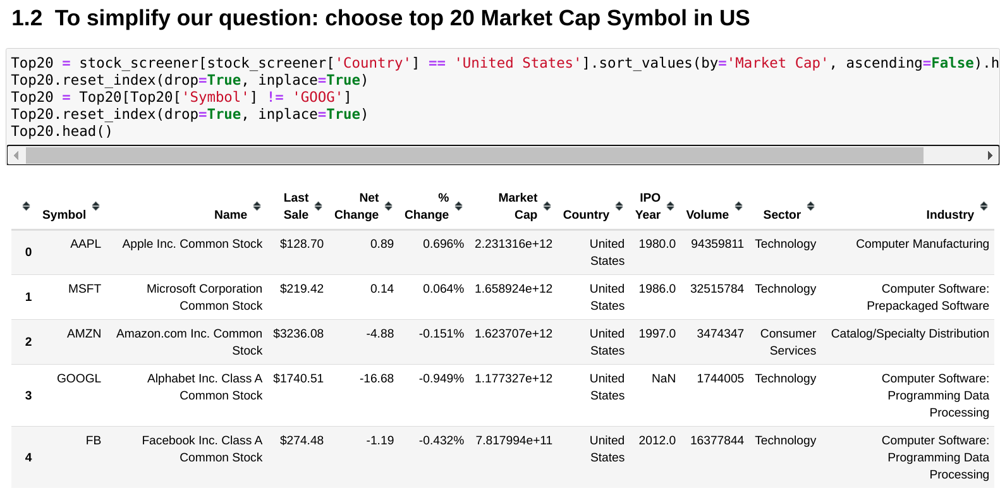 1.2 To simplify our question: choose top 20 Market Cap Symbol in US
Top20 = stock_screener[stock_screener['Country'] == 'United States'].sort_values(by='Market Cap', ascending=False).h
Top20.reset_index(drop=True, inplace=True)
Top20 = Top20[Top20['Symbol'] != 'GOOG']
Top20.reset_index(drop=True, inplace=True)
Top20.head()
Symbol Name Last Sale Net Change % Change Market Cap Country IPO Year Volume Sector Industry
0 AAPL Apple Inc. Common Stock $128.70 0.89 0.696% 2.231316e+12 United States 1980.0 94359811 Technology Computer Manufacturing
1 MSFT Microsoft Corporation Common Stock $219.42 0.14 0.064% 1.658924e+12 United States 1986.0 32515784 Technology Computer Software: Prepackaged Software
2 AMZN Amazon.com Inc. Common Stock $3236.08 -4.88 -0.151% 1.623707e+12 United States 1997.0 3474347 Consumer Services Catalog/Specialty Distribution
3 GOOGL Alphabet Inc. Class A Common Stock $1740.51 -16.68 -0.949% 1.177327e+12 United States NaN 1744005 Technology Computer Software: Programming Data Processing
4 FB Facebook Inc. Class A Common Stock $274.48 -1.19 -0.432% 7.817994e+11 United States 2012.0 16377844 Technology Computer Software: Programming Data Processing